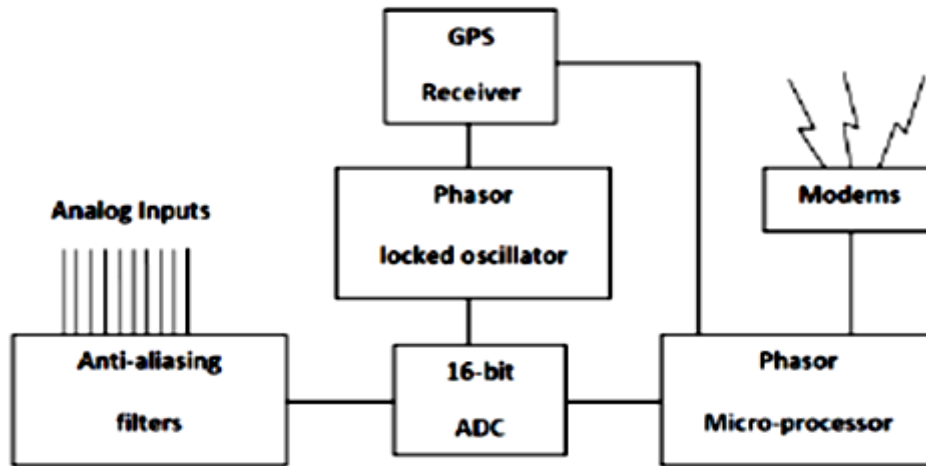 GPS
Receiver
Phasor
locked oscillator
Modems
Analog Inputs
Anti-aliasing
filters
16-bit
ADC
Phasor
Micro-processor